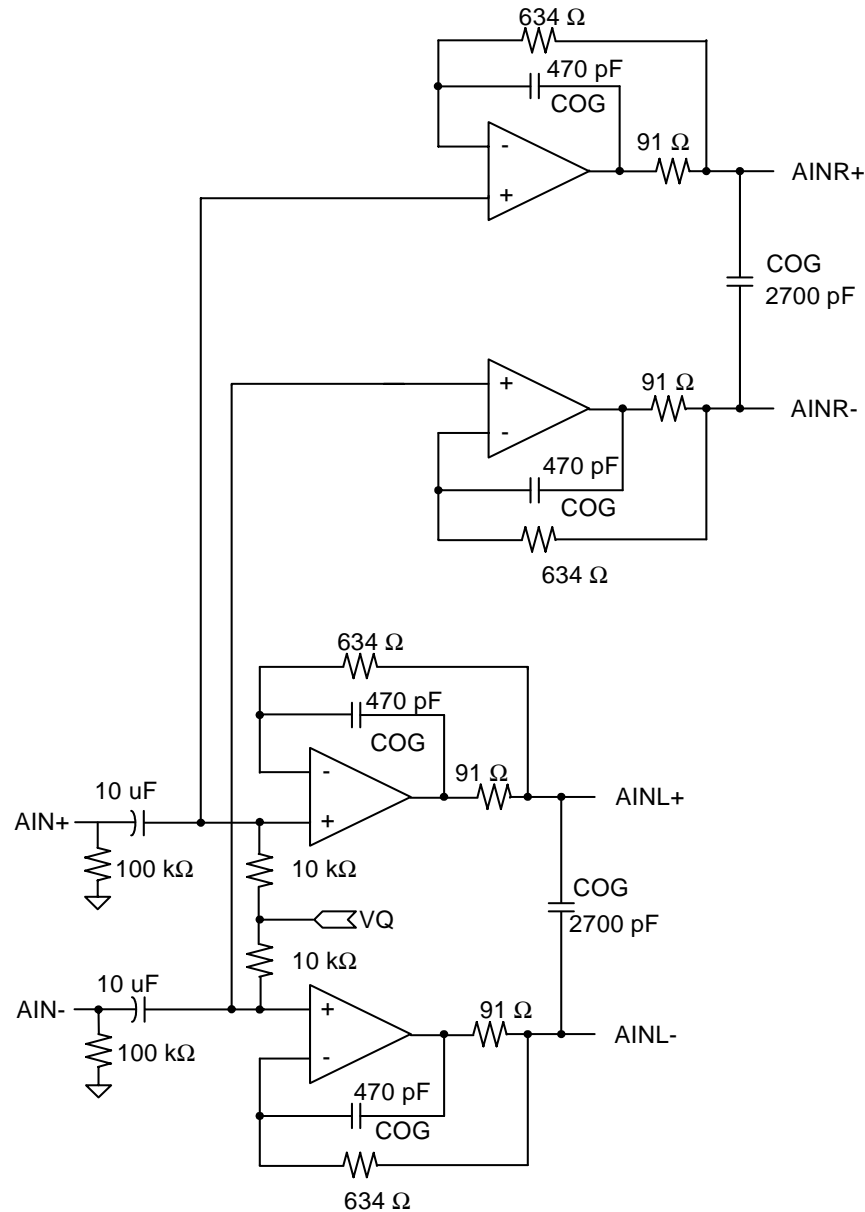 634 Ω
470 pF
COG
91 Ω
-
+
AINR+
COG
2700 pF
91 Ω
+
-
AINR-
470 pF
COG
634 Ω
634 Ω
470 pF
COG
91 Ω
-
+
AINL+
10 uF
AIN+
100 kΩ
10 kΩ
COG
2700 pF
VQ
10 kΩ
10 uF
AIN-
100 kΩ
+
-
91 Ω
AINL-
470 pF
COG
634 Ω